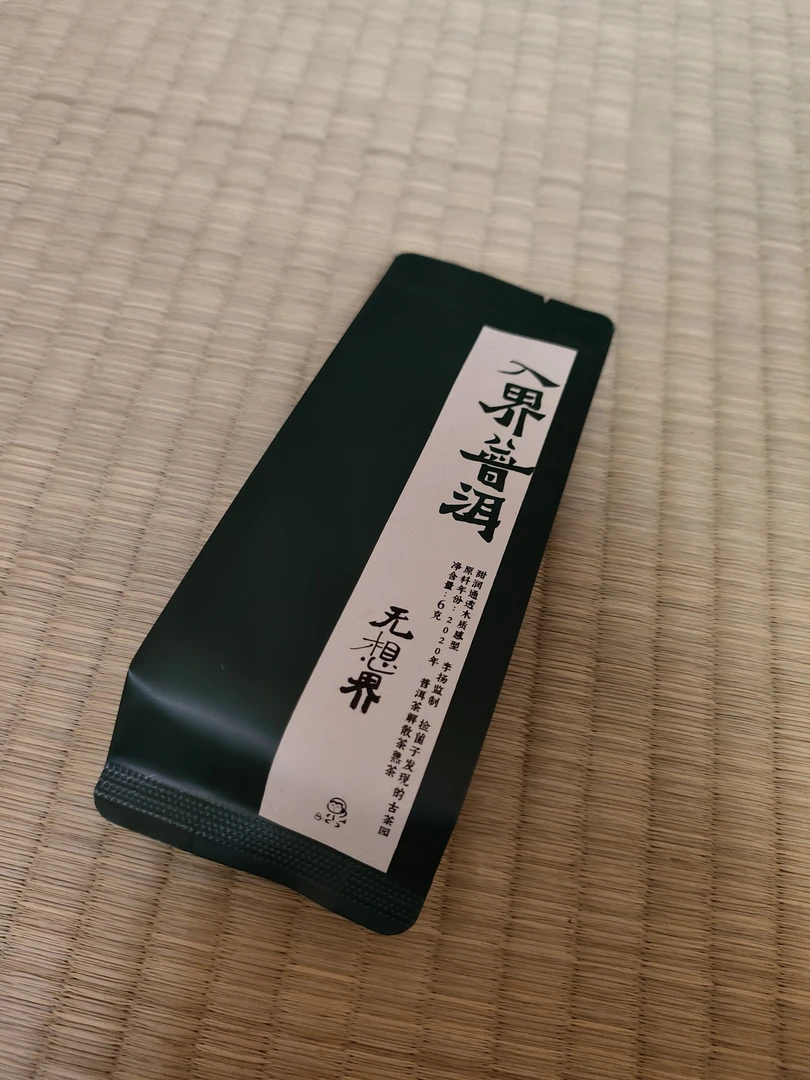 入界普洱
甜润通透木质感型 李扬监制 捡菌子发现的古茶园
原料年份：2020年 普洱茶解散茶熟茶
净含量：6克
无想界